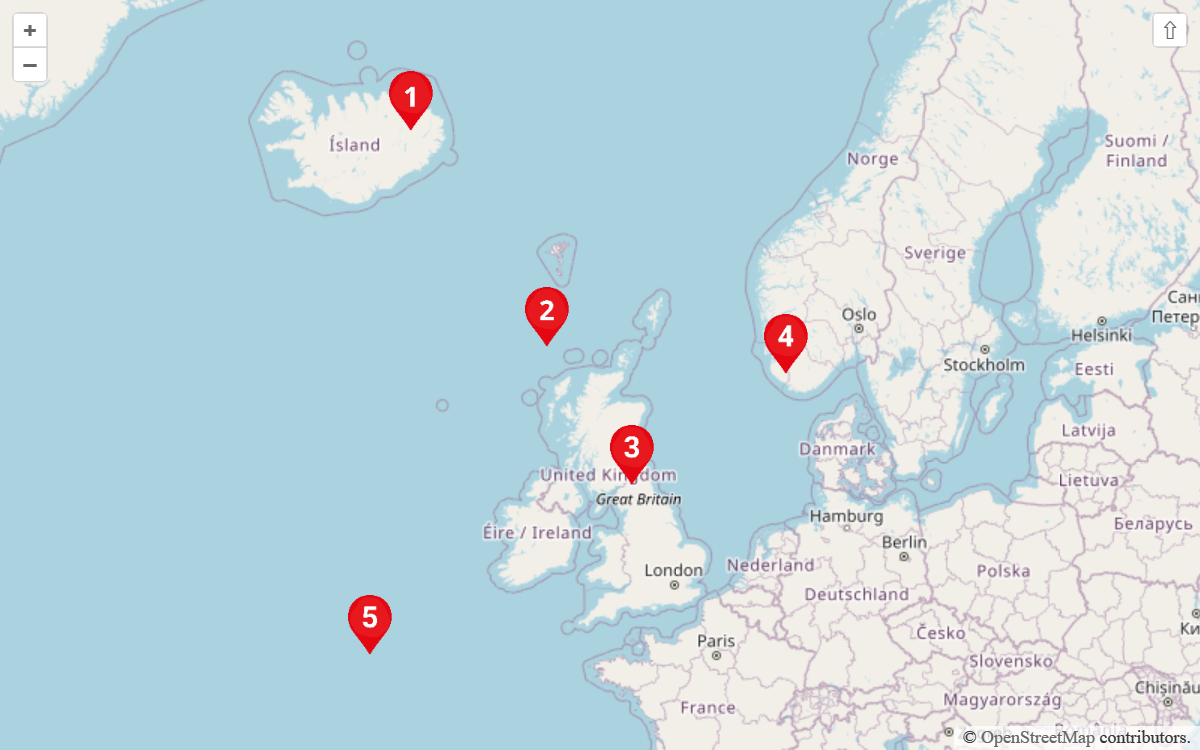 +
−
⇧
1
Ísland
Norge
Suomi /
Finland
Sverige
2
Oslo
Санк
Петер
4
Helsinki
Stockholm
Eesti
3
Latvija
Danmark
United Kingdom
Great Britain
Lietuva
Éire / Ireland
Hamburg
Беларусь
Berlin
Nederland
London
Polska
Deutschland
5
Ки
Paris
Česko
Slovensko
Chișinău
Magyarország
France
© OpenStreetMap contributors.